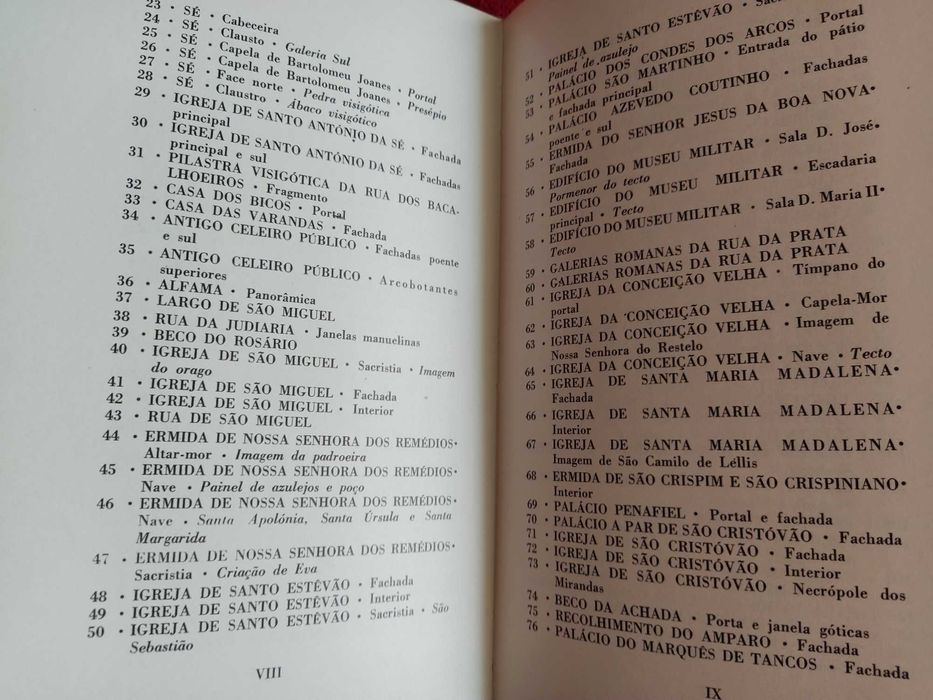 23 • SÉ • Cabeceira
24 • SÉ • Clausto • Galeria Sul
25 • SÉ • Capela de Bartolomeu Joanes • Portal
26 • SÉ • Capela de Bartolomeu Joanes • Presépio
27 • SÉ • Face norte • Pedra visigótica
28 • SÉ • Claustro • Ábaco visigótico
29 • IGREJA DE SANTO ANTÓNIO DA SÉ • Fachada
principal
30 • IGREJA DE SANTO ANTÓNIO DA SÉ • Fachadas
principal e sul
31 • PILASTRA VISIGÓTICA DA RUA DOS BACA-
LHOEIROS • Fragmento
32 • CASA DOS BICOS • Portal
33 • CASA DAS VARANDAS • Fachada
34 • ANTIGO CELEIRO PÚBLICO • Fachadas poente
e sul
35 • ANTIGO CELEIRO PÚBLICO • Arcobotantes
superiores
36 • ALFAMA • Panorâmica
37 • LARGO DE SÃO MIGUEL
38 • RUA DA JUDIARIA • Janelas manuelinas
39 • BECO DO ROSÁRIO
40 • IGREJA DE SÃO MIGUEL • Sacristia • Imagem
do orago
41 • IGREJA DE SÃO MIGUEL • Fachada
42 • IGREJA DE SÃO MIGUEL • Interior
43 • RUA DE SÃO MIGUEL
44 • ERMIDA DE NOSSA SENHORA DOS REMÉDIOS•
Altar-mor • Imagem da padroeira
45 • ERMIDA DE NOSSA SENHORA DOS REMÉDIOS•
Nave • Painel de azulejos e poço
46 • ERMIDA DE NOSSA SENHORA DOS REMÉDIOS•
Nave • Santa Apolónia, Santa Úrsula e Santa
Margarida
47 • ERMIDA DE NOSSA SENHORA DOS REMÉDIOS•
Sacristia • Criação de Eva
48 • IGREJA DE SANTO ESTÊVÃO • Fachada
49 • IGREJA DE SANTO ESTÊVÃO • Interior
50 • IGREJA DE SANTO ESTÊVÃO • Sacristia • São
Sebastião
VIII
51 • IGREJA DE SANTO ESTÊVÃO •
Painel de azulejo
52 • PALÁCIO DOS CONDES DOS ARCOS • Portal
53 • PALÁCIO SÃO MARTINHO • Entrada do pátio
e fachada principal
54 • PALÁCIO AZEVEDO COUTINHO • Fachadas
poente e sul
55 • ERMIDA DO SENHOR JESUS DA BOA NOVA•
Fachada
56 • EDIFÍCIO DO MUSEU MILITAR • Sala D. José•
Pormenor do tecto
57 • EDIFÍCIO DO MUSEU MILITAR • Escadaria
principal • Tecto
58 • EDIFÍCIO DO MUSEU MILITAR • Sala D. Maria II•
Tecto
59 • GALERIAS ROMANAS DA RUA DA PRATA
60 • GALERIAS ROMANAS DA RUA DA PRATA
61 • IGREJA DA CONCEIÇÃO VELHA • Tímpano do
portal
62 • IGREJA DA CONCEIÇÃO VELHA • Capela-Mor
63 • IGREJA DA CONCEIÇÃO VELHA • Imagem de
Nossa Senhora do Restelo
64 • IGREJA DA CONCEIÇÃO VELHA • Nave • Tecto
65 • IGREJA DE SANTA MARIA MADALENA•
Fachada
66 • IGREJA DE SANTA MARIA MADALENA•
Interior
67 • IGREJA DE SANTA MARIA MADALENA•
Imagem de São Camilo de Léllis
68 • ERMIDA DE SÃO CRISPIM E SÃO CRISPINIANO•
Interior
69 • PALÁCIO PENAFIEL • Portal e fachada
70 • PALÁCIO A PAR DE SÃO CRISTÓVÃO • Fachada
71 • IGREJA DE SÃO CRISTÓVÃO • Fachada
72 • IGREJA DE SÃO CRISTÓVÃO • Interior
73 • IGREJA DE SÃO CRISTÓVÃO • Necrópole dos
Mirandas
74 • BECO DA ACHADA • Porta e janela góticas
75 • RECOLHIMENTO DO AMPARO • Fachada
76 • PALÁCIO DO MARQUÊS DE TANCOS • Fachada
IX